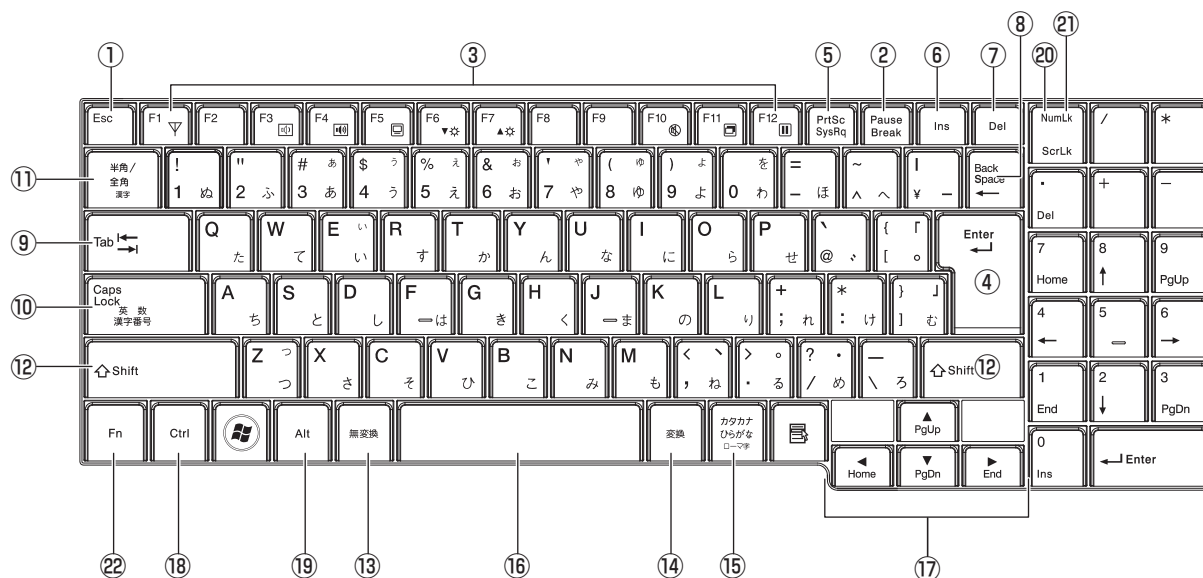 ① ③ ⑤ ② ⑥ ⑦ ⑧ ⑳ ㉑
Esc F1 F2 F3 F4 F5 F6 ▼☼ F7 ▲☼ F8 F9 F10 F11 F12 PrtSc SysRq Pause Break Ins Del NumLk ScrLk / *
⑪ 半角/ 全角 漢字 ! 1 ぬ " 2 ふ # ぁ 3 あ $ ぅ 4 う % ぇ 5 え & ぉ 6 お ' ゃ 7 や ( ゅ 8 ゆ ) ょ 9 よ を 0 わ = - ほ ~ ^ へ | ¥ ー Back Space ← . Del + −
⑨ Tab Q た W て E ぃ い R す T か Y ん U な I に O ら P せ ` @ ゛ { 「 [ ゜ Enter ④ 7 Home 8 ↑ 9 PgUp
⑩ Caps Lock 英数 漢字番号 A ち S と D し F は G き H く J ま K の L り + ; れ * : け } 」 ] む 4 ← 5 6 →
⑫ Shift Z っ つ X さ C そ V ひ B こ N み M も < 、 , ね > 。 . る ? ・ / め _ \ ろ Shift ⑫ 1 End 2 ↓ 3 PgDn
Fn Ctrl Alt 無変換 変換 カタカナ ひらがな ローマ字 ▲ PgUp 0 Ins Enter
◀ Home ▼ PgDn ▶ End
㉒ ⑱ ⑲ ⑬ ⑯ ⑭ ⑮ ⑰